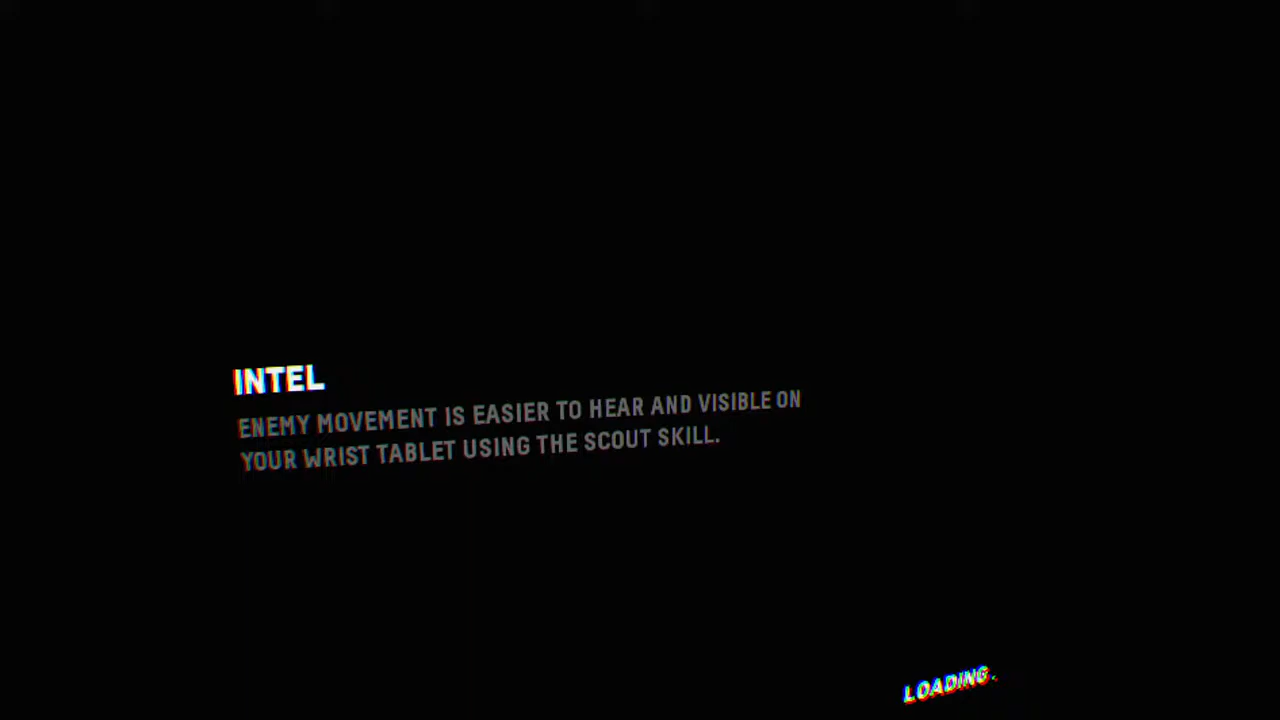 INTEL
ENEMY MOVEMENT IS EASIER TO HEAR AND VISIBLE ON
YOUR WRIST TABLET USING THE SCOUT SKILL.
LOADING.